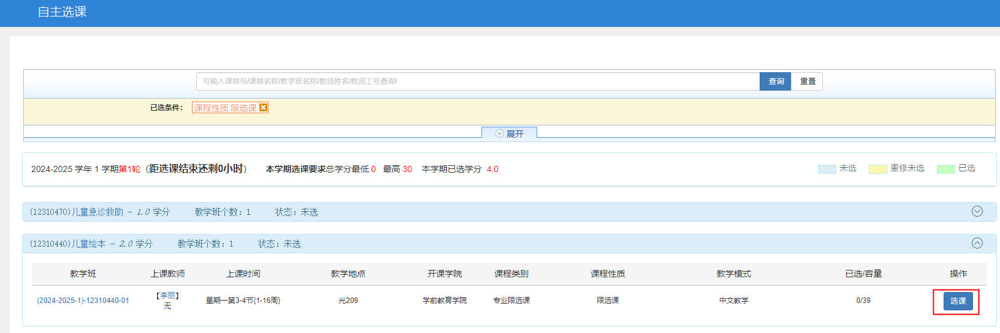 自主选课
可输入课程号/课程名称/教学班名称/教师姓名/教师工号查询! 查询 重置
已选条件： 课程性质:限选课
展开
2024-2025 学年 1 学期第1轮（距选课结束还剩0小时） 本学期选课要求总学分最低 0 最高 30 本学期已选学分 4.0 未选 重修未选 已选
(12310470)儿童急诊救助 - 1.0 学分 教学班个数：1 状态：未选
(12310440)儿童绘本 - 2.0 学分 教学班个数：1 状态：未选
教学班 上课教师 上课时间 教学地点 开课学院 课程类别 课程性质 教学模式 已选/容量 操作
(2024-2025-1)-12310440-01 【李丽】 星期一第3-4节{1-16周} 光209 学前教育学院 专业限选课 限选课 中文教学 0/39 选课
无